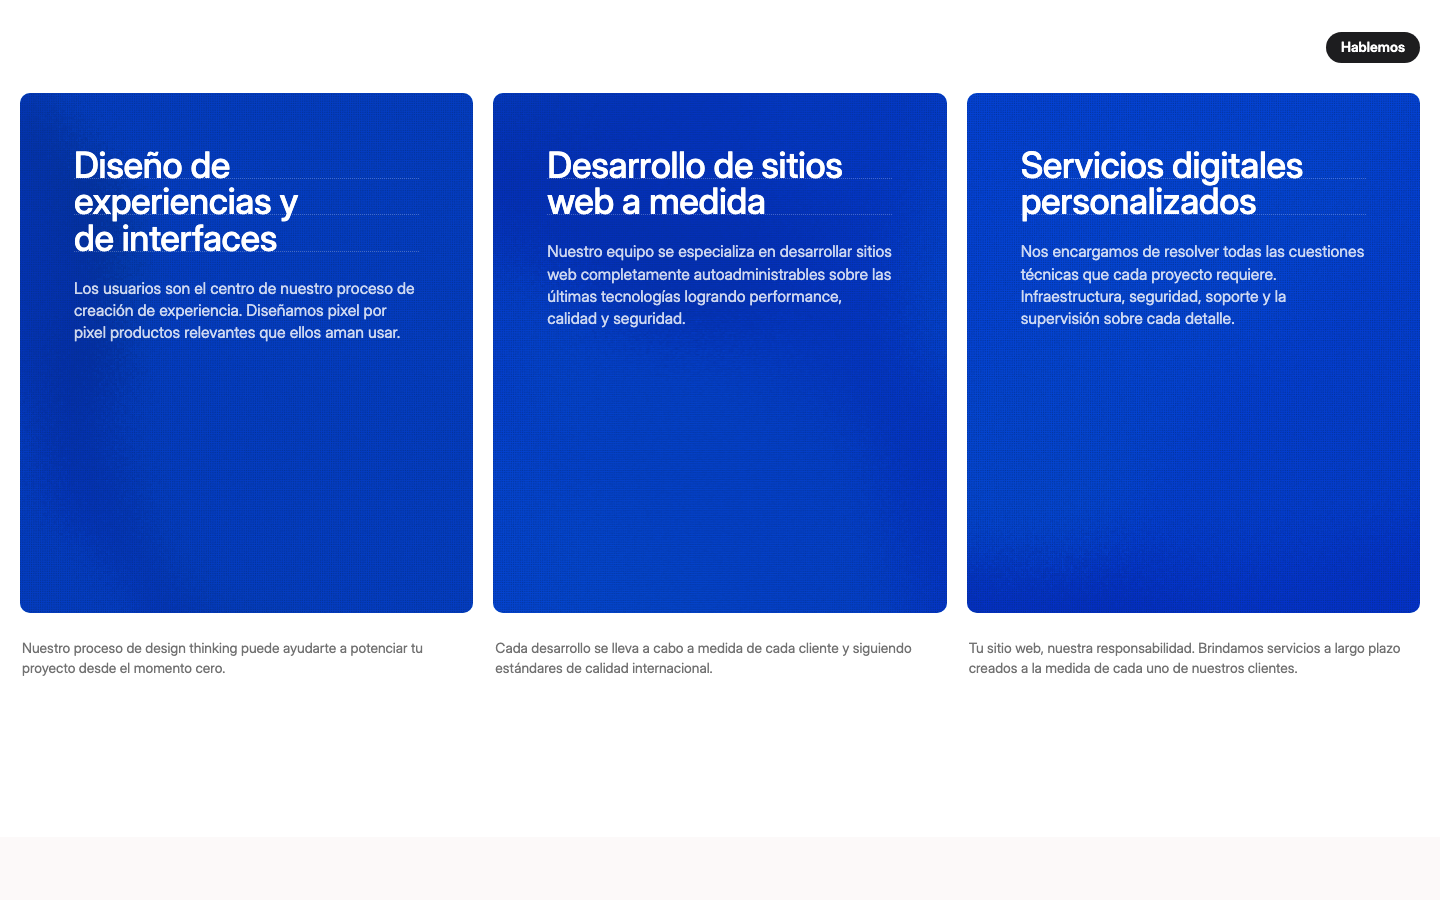 Hablemos
Diseño de
experiencias y
de interfaces
Los usuarios son el centro de nuestro proceso de
creación de experiencia. Diseñamos pixel por
pixel productos relevantes que ellos aman usar.
Desarrollo de sitios
web a medida
Nuestro equipo se especializa en desarrollar sitios
web completamente autoadministrables sobre las
últimas tecnologías logrando performance,
calidad y seguridad.
Servicios digitales
personalizados
Nos encargamos de resolver todas las cuestiones
técnicas que cada proyecto requiere.
Infraestructura, seguridad, soporte y la
supervisión sobre cada detalle.
Nuestro proceso de design thinking puede ayudarte a potenciar tu
proyecto desde el momento cero.
Cada desarrollo se lleva a cabo a medida de cada cliente y siguiendo
estándares de calidad internacional.
Tu sitio web, nuestra responsabilidad. Brindamos servicios a largo plazo
creados a la medida de cada uno de nuestros clientes.